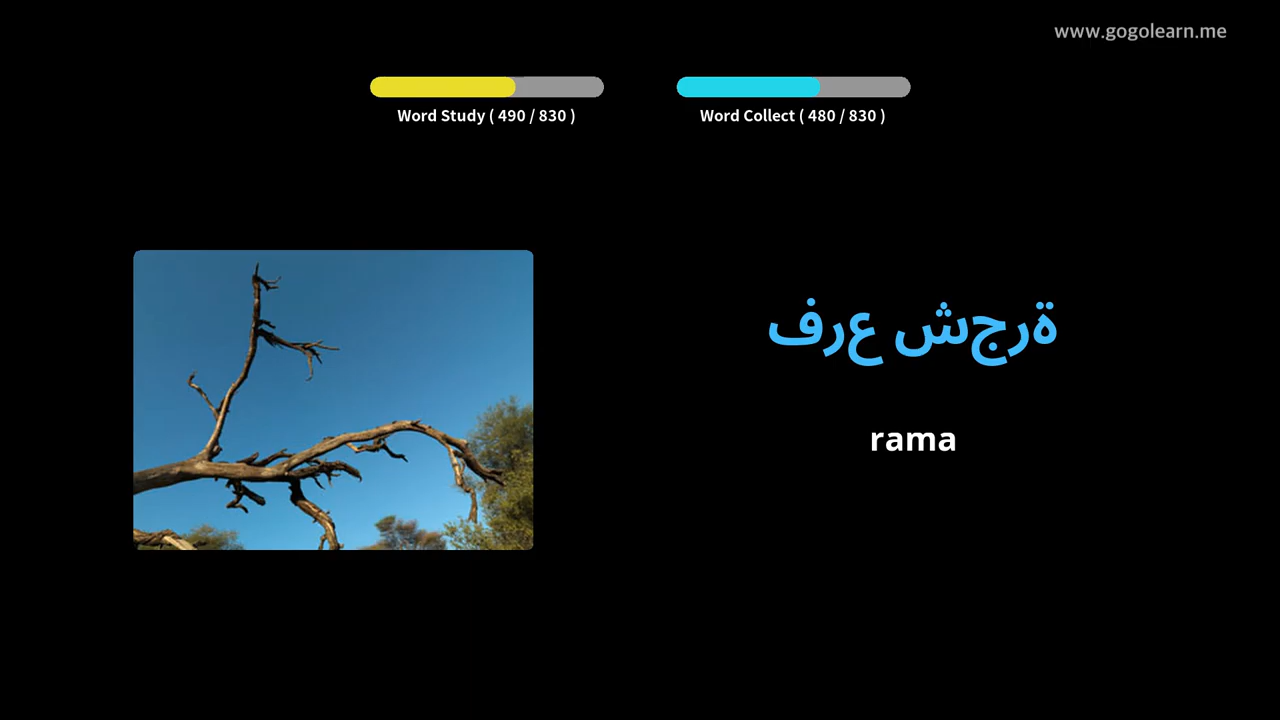 www.gogolearn.me
Word Study ( 490 / 830 )
Word Collect ( 480 / 830 )
ةرجش عرف
rama